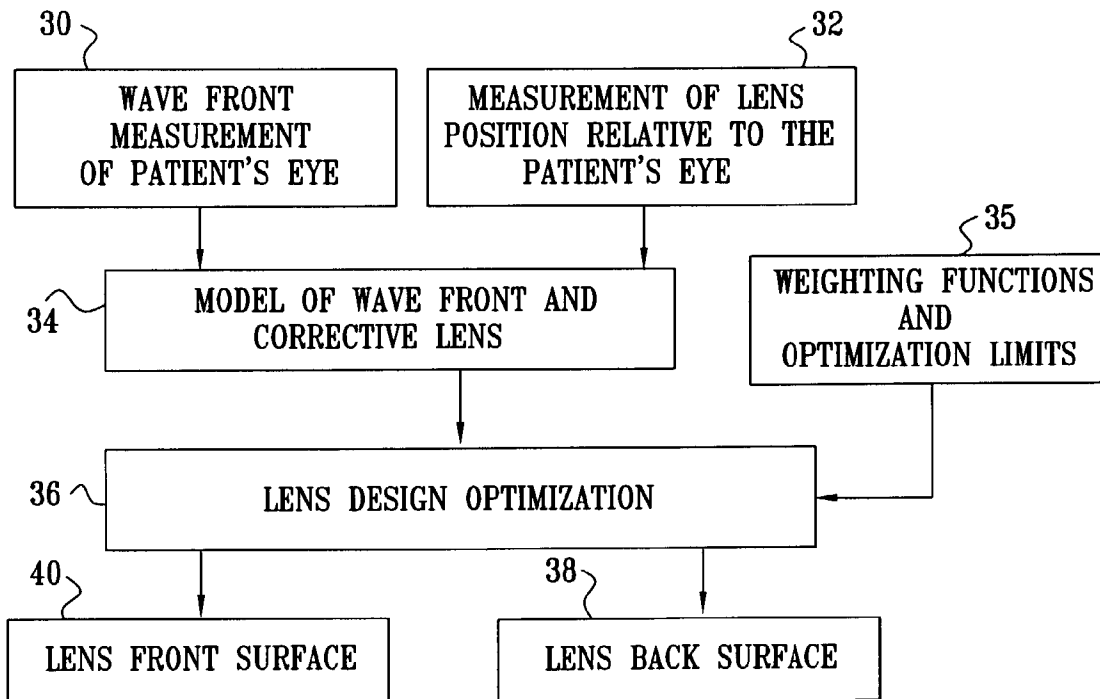 30
WAVE FRONT
MEASUREMENT
OF PATIENT'S EYE
32
MEASUREMENT OF LENS
POSITION RELATIVE TO THE
PATIENT'S EYE
34
MODEL OF WAVE FRONT AND
CORRECTIVE LENS
35
WEIGHTING FUNCTIONS
AND
OPTIMIZATION LIMITS
36
LENS DESIGN OPTIMIZATION
40
LENS FRONT SURFACE
38
LENS BACK SURFACE